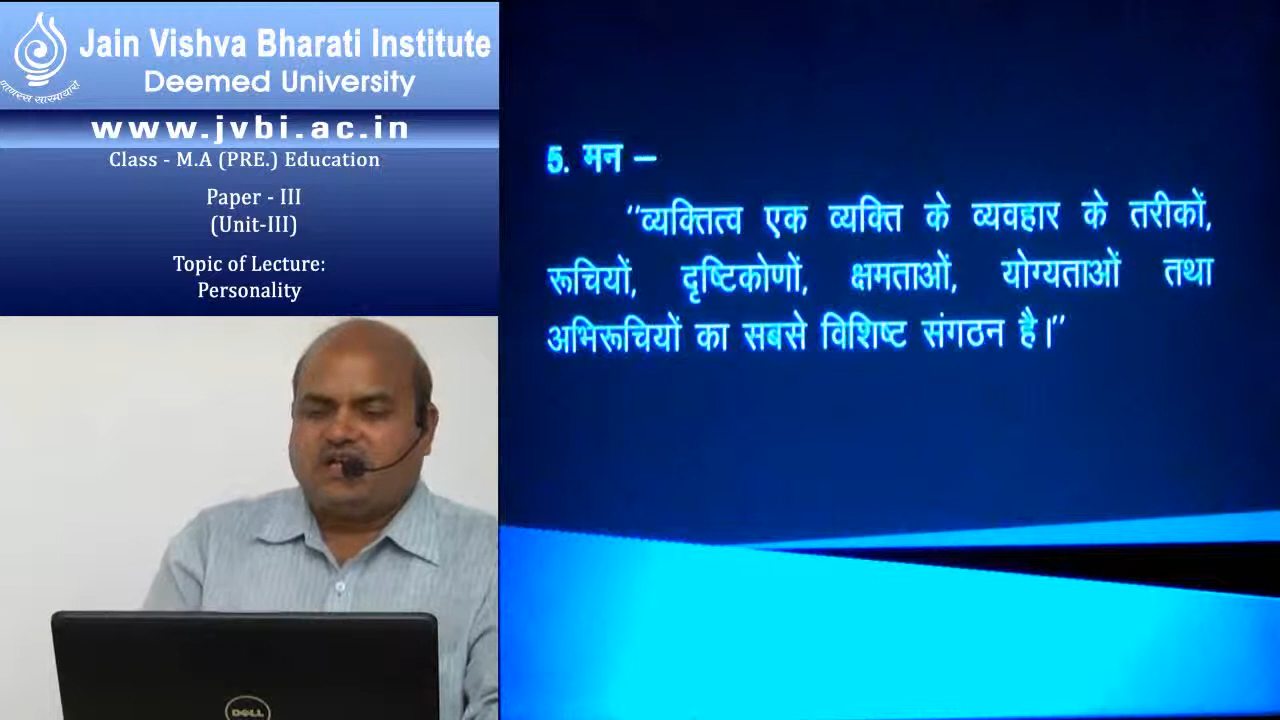 Jain Vishva Bharati Institute
Deemed University
www.jvbi.ac.in
Class - M.A (PRE.) Education
Paper - III
(Unit-III)
Topic of Lecture:
Personality
5. मन –
"व्यक्तित्व एक व्यक्ति के व्यवहार के तरीकों,
रूचियों, दृष्टिकोणों, क्षमताओं, योग्यताओं तथा
अभिरूचियों का सबसे विशिष्ट संगठन है।"
DELL